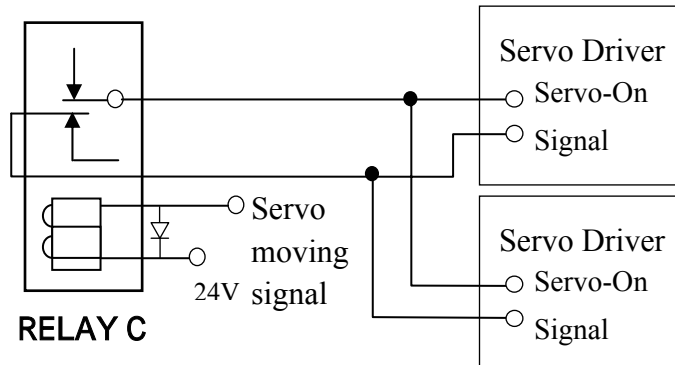 Servo Driver
Servo-On
Signal
Servo
moving
signal
24V
RELAY C
Servo Driver
Servo-On
Signal